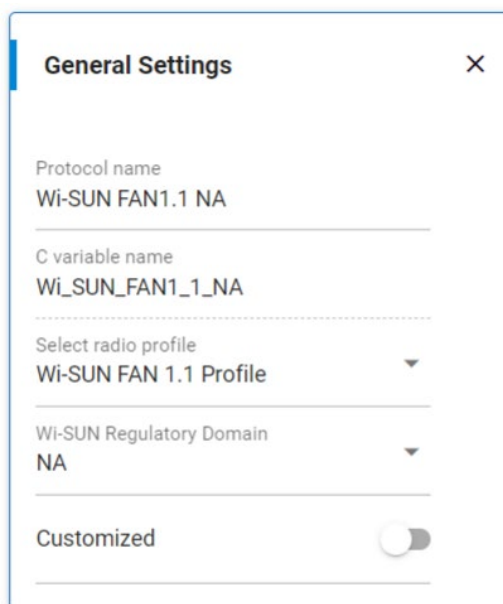 General Settings
Protocol name
Wi-SUN FAN1.1 NA
C variable name
Wi_SUN_FAN1_1_NA
Select radio profile
Wi-SUN FAN 1.1 Profile
Wi-SUN Regulatory Domain
NA
Customized